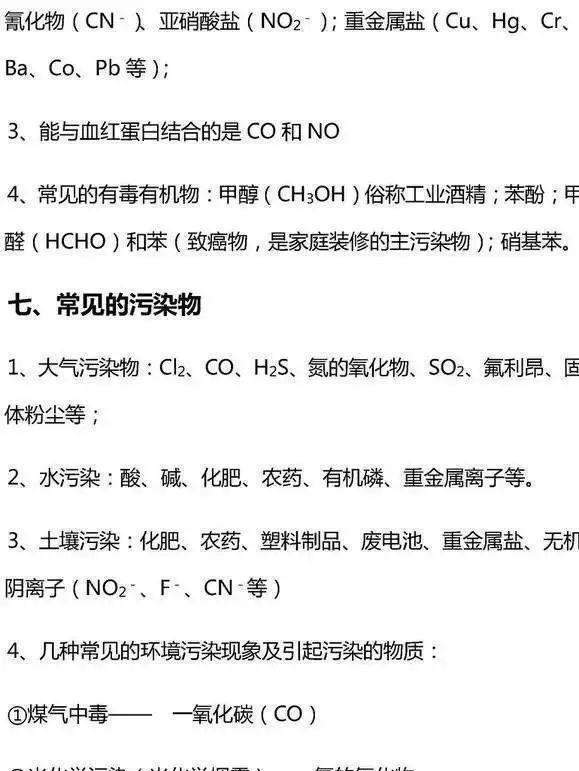 氰化物（CN⁻）、亚硝酸盐（NO₂⁻）；重金属盐（Cu、Hg、Cr、
Ba、Co、Pb 等）；
3、能与血红蛋白结合的是 CO 和 NO
4、常见的有毒有机物：甲醇（CH₃OH）俗称工业酒精；苯酚；甲
醛（HCHO）和苯（致癌物，是家庭装修的主污染物）；硝基苯。
七、常见的污染物
1、大气污染物：Cl₂、CO、H₂S、氮的氧化物、SO₂、氟利昂、固
体粉尘等；
2、水污染：酸、碱、化肥、农药、有机磷、重金属离子等。
3、土壤污染：化肥、农药、塑料制品、废电池、重金属盐、无机
阴离子（NO₂⁻、F⁻、CN⁻等）
4、几种常见的环境污染现象及引起污染的物质：
①煤气中毒—— 一氧化碳（CO）